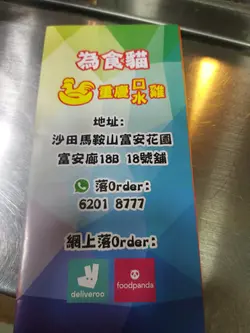 為食貓
重慶口水雞
地址:
沙田馬鞍山富安花園
富安廊18B 18號舖
落Order:
6201 8777
網上落Order:
deliveroo
foodpanda